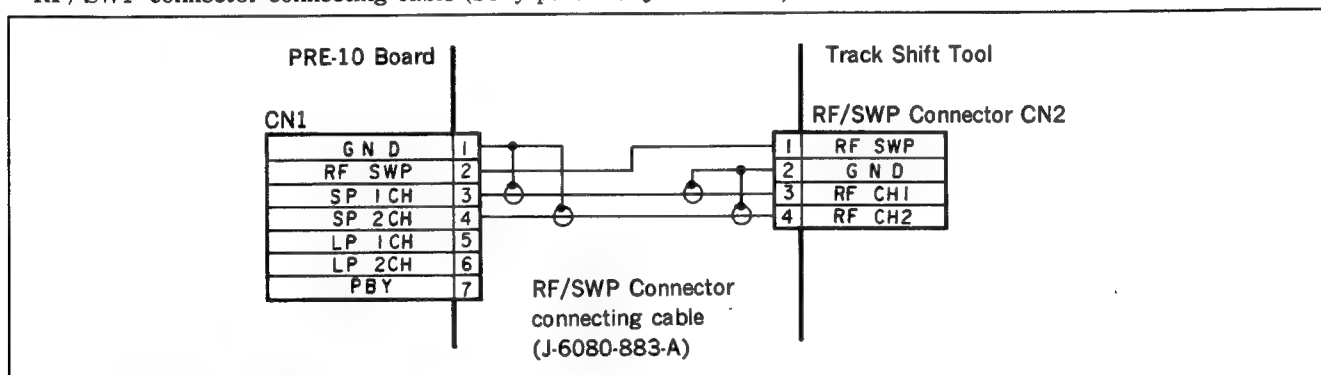 RF/SWP Connector connecting cable
PRE-10 Board
Track Shift Tool
CN1
RF/SWP Connector CN2
GND 1
RF SWP 2
SP 1CH 3
SP 2CH 4
LP 1CH 5
LP 2CH 6
PBY 7
1 RF SWP
2 GND
3 RF CH1
4 RF CH2
RF/SWP Connector
connecting cable
(J-6080-883-A)